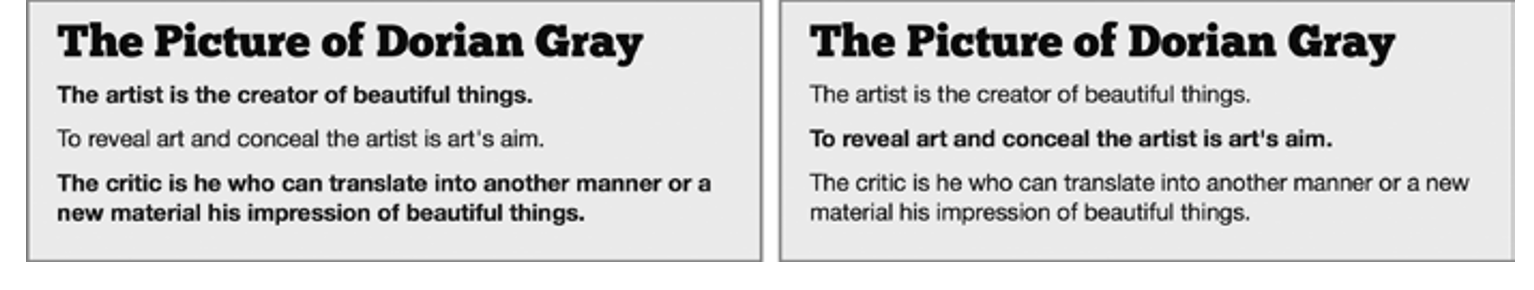 The Picture of Dorian Gray
The artist is the creator of beautiful things.
To reveal art and conceal the artist is art's aim.
The critic is he who can translate into another manner or a
new material his impression of beautiful things.
The Picture of Dorian Gray
The artist is the creator of beautiful things.
To reveal art and conceal the artist is art's aim.
The critic is he who can translate into another manner or a new
material his impression of beautiful things.